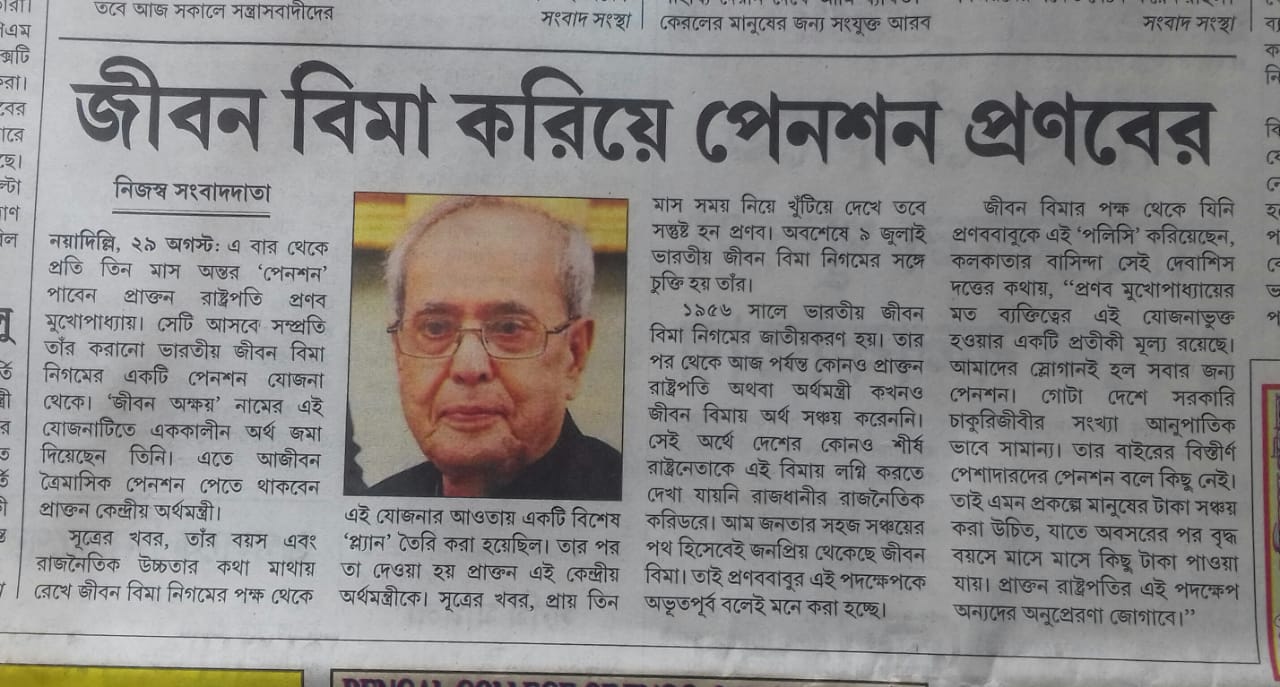 তবে আজ সকালে সন্ত্রাসবাদীদের
সংবাদ সংস্থা
কেরলের মানুষের জন্য সংযুক্ত আরব
সংবাদ সংস্থা
জীবন বিমা করিয়ে পেনশন প্রণবের
নিজস্ব সংবাদদাতা
নয়াদিল্লি, ২৯ অগস্ট: এ বার থেকে
প্রতি তিন মাস অন্তর ‘পেনশন’
পাবেন প্রাক্তন রাষ্ট্রপতি প্রণব
মুখোপাধ্যায়। সেটি আসবে সম্প্রতি
তাঁর করানো ভারতীয় জীবন বিমা
নিগমের একটি পেনশন যোজনা
থেকে। ‘জীবন অক্ষয়’ নামের এই
যোজনাটিতে এককালীন অর্থ জমা
দিয়েছেন তিনি। এতে আজীবন
ত্রৈমাসিক পেনশন পেতে থাকবেন
প্রাক্তন কেন্দ্রীয় অর্থমন্ত্রী।
সূত্রের খবর, তাঁর বয়স এবং
রাজনৈতিক উচ্চতার কথা মাথায়
রেখে জীবন বিমা নিগমের পক্ষ থেকে
এই যোজনার আওতায় একটি বিশেষ
‘প্ল্যান’ তৈরি করা হয়েছিল। তার পর
তা দেওয়া হয় প্রাক্তন এই কেন্দ্রীয়
অর্থমন্ত্রীকে। সূত্রের খবর, প্রায় তিন
মাস সময় নিয়ে খুঁটিয়ে দেখে তবে
সন্তুষ্ট হন প্রণব। অবশেষে ৯ জুলাই
ভারতীয় জীবন বিমা নিগমের সঙ্গে
চুক্তি হয় তাঁর।
১৯৫৬ সালে ভারতীয় জীবন
বিমা নিগমের জাতীয়করণ হয়। তার
পর থেকে আজ পর্যন্ত কোনও প্রাক্তন
রাষ্ট্রপতি অথবা অর্থমন্ত্রী কখনও
জীবন বিমায় অর্থ সঞ্চয় করেননি।
সেই অর্থে দেশের কোনও শীর্ষ
রাষ্ট্রনেতাকে এই বিমায় লগ্নি করতে
দেখা যায়নি রাজধানীর রাজনৈতিক
করিডরে। আম জনতার সহজ সঞ্চয়ের
পথ হিসেবেই জনপ্রিয় থেকেছে জীবন
বিমা। তাই প্রণববাবুর এই পদক্ষেপকে
অভূতপূর্ব বলেই মনে করা হচ্ছে।
জীবন বিমার পক্ষ থেকে যিনি
প্রণববাবুকে এই ‘পলিসি’ করিয়েছেন,
কলকাতার বাসিন্দা সেই দেবাশিস
দত্তের কথায়, “প্রণব মুখোপাধ্যায়ের
মত ব্যক্তিত্বের এই যোজনাভুক্ত
হওয়ার একটি প্রতীকী মূল্য রয়েছে।
আমাদের স্লোগানই হল সবার জন্য
পেনশন। গোটা দেশে সরকারি
চাকুরিজীবীর সংখ্যা আনুপাতিক
ভাবে সামান্য। তার বাইরের বিস্তীর্ণ
পেশাদারদের পেনশন বলে কিছু নেই।
তাই এমন প্রকল্পে মানুষের টাকা সঞ্চয়
করা উচিত, যাতে অবসরের পর বৃদ্ধ
বয়সে মাসে মাসে কিছু টাকা পাওয়া
যায়। প্রাক্তন রাষ্ট্রপতির এই পদক্ষেপ
অন্যদের অনুপ্রেরণা জোগাবে।”